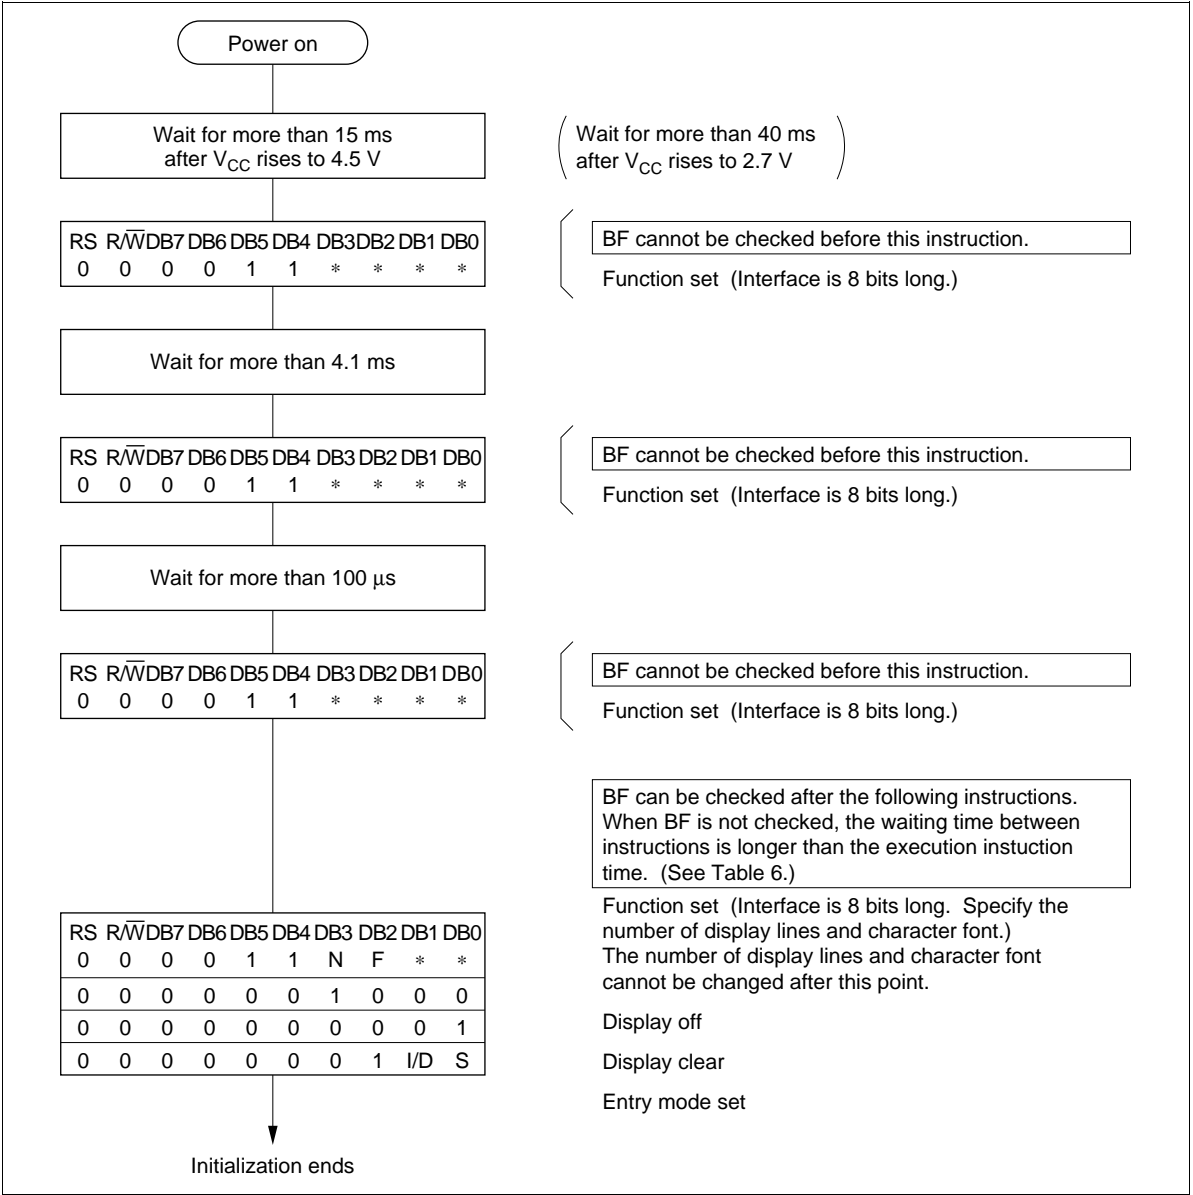 Power on
Wait for more than 15 ms
after VCC rises to 4.5 V
Wait for more than 40 ms
after VCC rises to 2.7 V
RS R/W̅ DB7 DB6 DB5 DB4 DB3 DB2 DB1 DB0
0 0 0 0 1 1 * * * *
BF cannot be checked before this instruction.
Function set (Interface is 8 bits long.)
Wait for more than 4.1 ms
RS R/W̅ DB7 DB6 DB5 DB4 DB3 DB2 DB1 DB0
0 0 0 0 1 1 * * * *
BF cannot be checked before this instruction.
Function set (Interface is 8 bits long.)
Wait for more than 100 µs
RS R/W̅ DB7 DB6 DB5 DB4 DB3 DB2 DB1 DB0
0 0 0 0 1 1 * * * *
BF cannot be checked before this instruction.
Function set (Interface is 8 bits long.)
BF can be checked after the following instructions.
When BF is not checked, the waiting time between
instructions is longer than the execution instuction
time. (See Table 6.)
RS R/W̅ DB7 DB6 DB5 DB4 DB3 DB2 DB1 DB0
0 0 0 0 1 1 N F * *
0 0 0 0 0 0 1 0 0 0
0 0 0 0 0 0 0 0 0 1
0 0 0 0 0 0 0 1 I/D S
Function set (Interface is 8 bits long. Specify the
number of display lines and character font.)
The number of display lines and character font
cannot be changed after this point.
Display off
Display clear
Entry mode set
Initialization ends